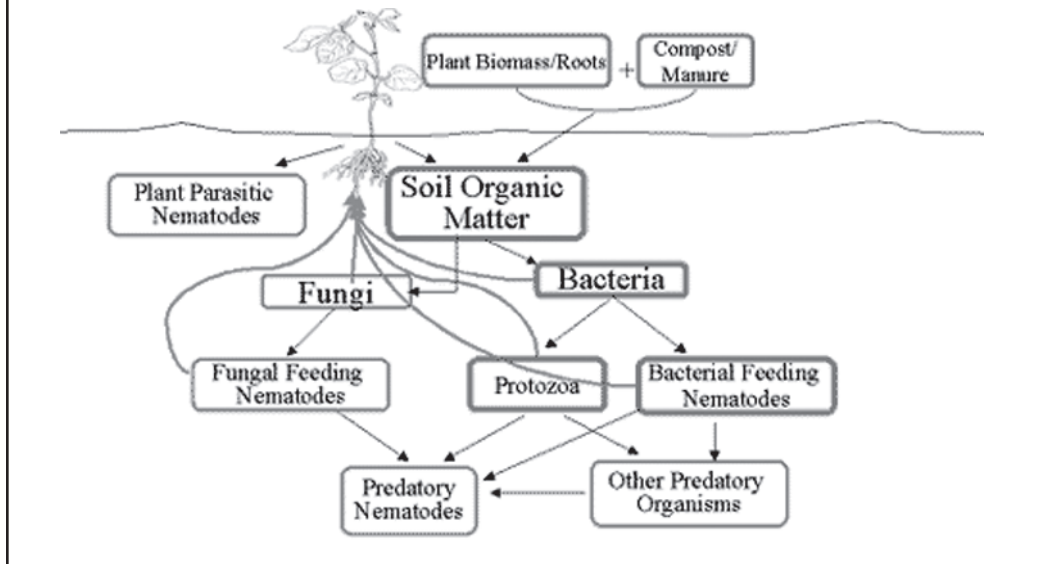 Plant Biomass/Roots
+
Compost/
Manure
Plant Parasitic
Nematodes
Soil Organic
Matter
Fungi
Bacteria
Fungal Feeding
Nematodes
Protozoa
Bacterial Feeding
Nematodes
Predatory
Nematodes
Other Predatory
Organisms